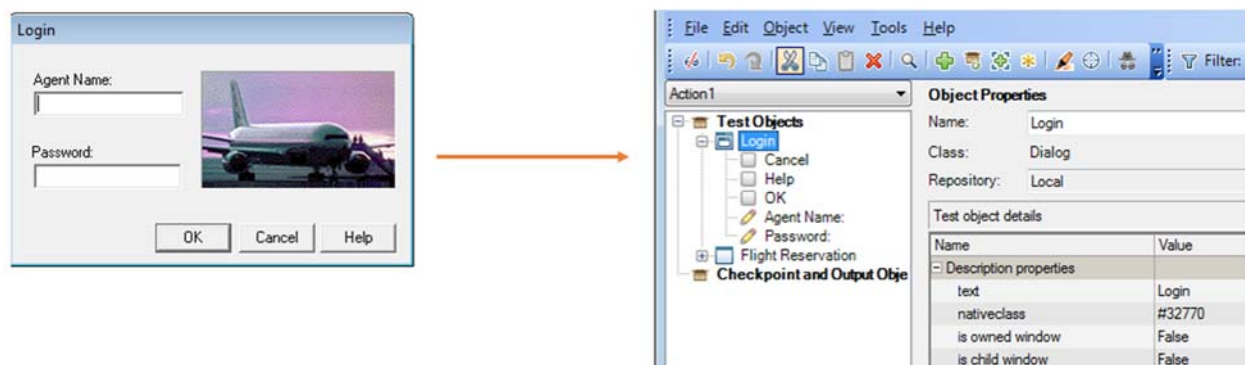 Login
Agent Name:
Password:
OK Cancel Help
File Edit Object View Tools Help
Filter:
Action1
Test Objects
Login
Cancel
Help
OK
Agent Name:
Password:
Flight Reservation
Checkpoint and Output Obje
Object Properties
Name: Login
Class: Dialog
Repository: Local
Test object details
Name Value
Description properties
text Login
nativeclass #32770
is owned window False
is child window False